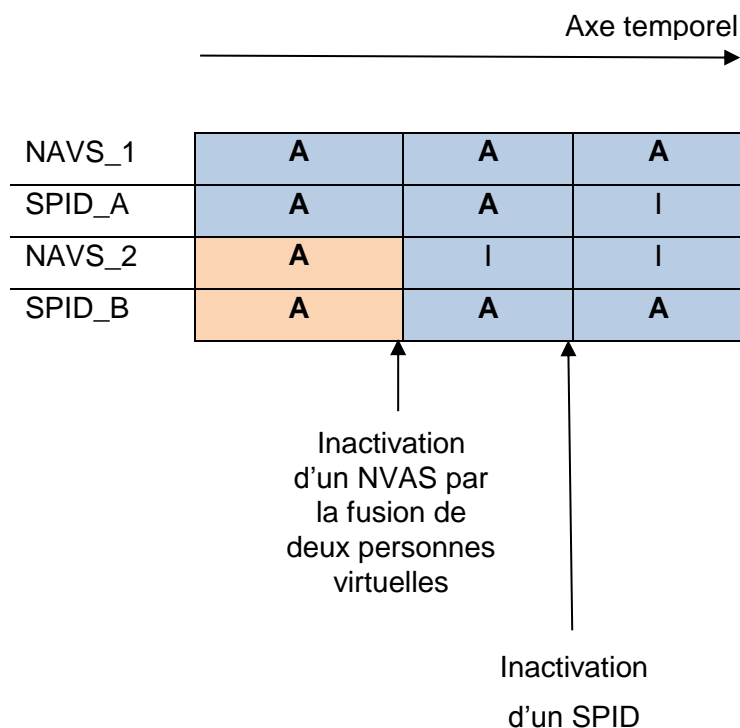 Axe temporel
NAVS_1 A A A
SPID_A A A I
NAVS_2 A I I
SPID_B A A A
Inactivation
d'un NVAS par
la fusion de
deux personnes
virtuelles
Inactivation
d'un SPID